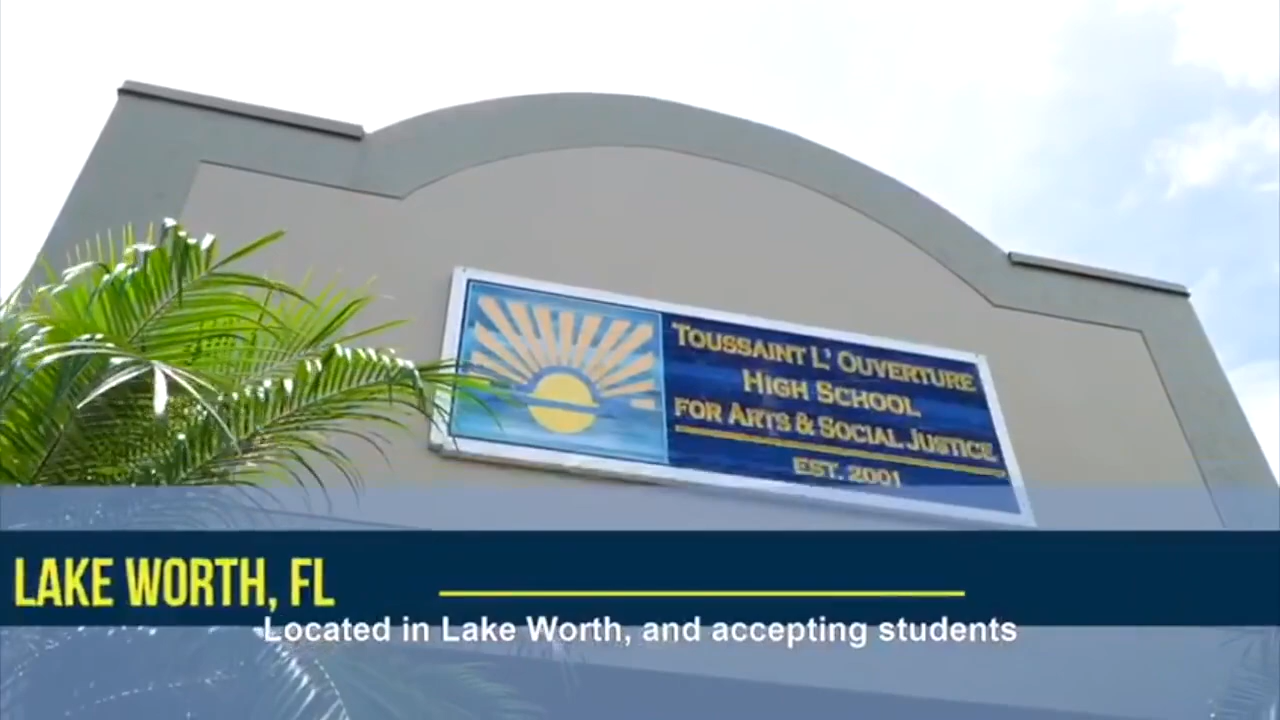 TOUSSAINT L' OUVERTURE
HIGH SCHOOL
FOR ARTS & SOCIAL JUSTICE
EST. 2001
LAKE WORTH, FL
Located in Lake Worth, and accepting students